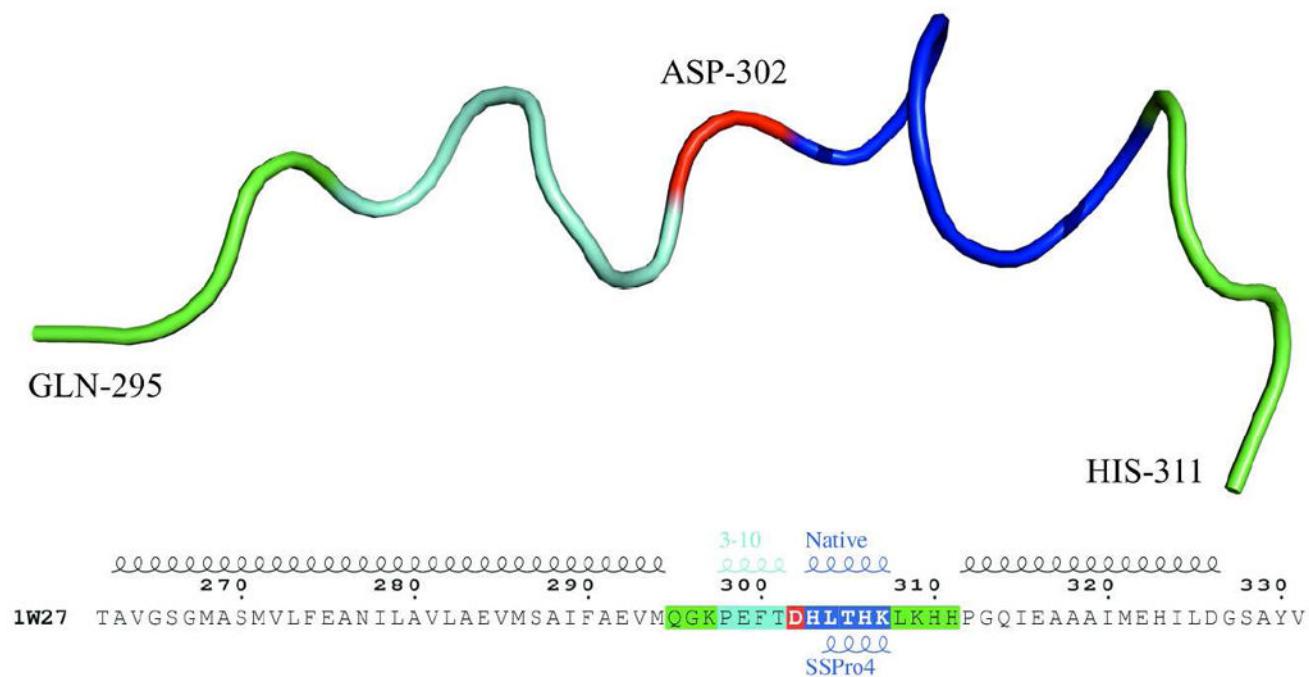 ASP-302
GLN-295
HIS-311
3-10 Native
270 280 290 300 310 320 330
1W27 TAVGSGMASMVLFEANILAVLAEVMSAIFAEVMQGKPEFTDHLTHKLKHHPGQIEAAAIMEHILDGSAYV
SSPro4